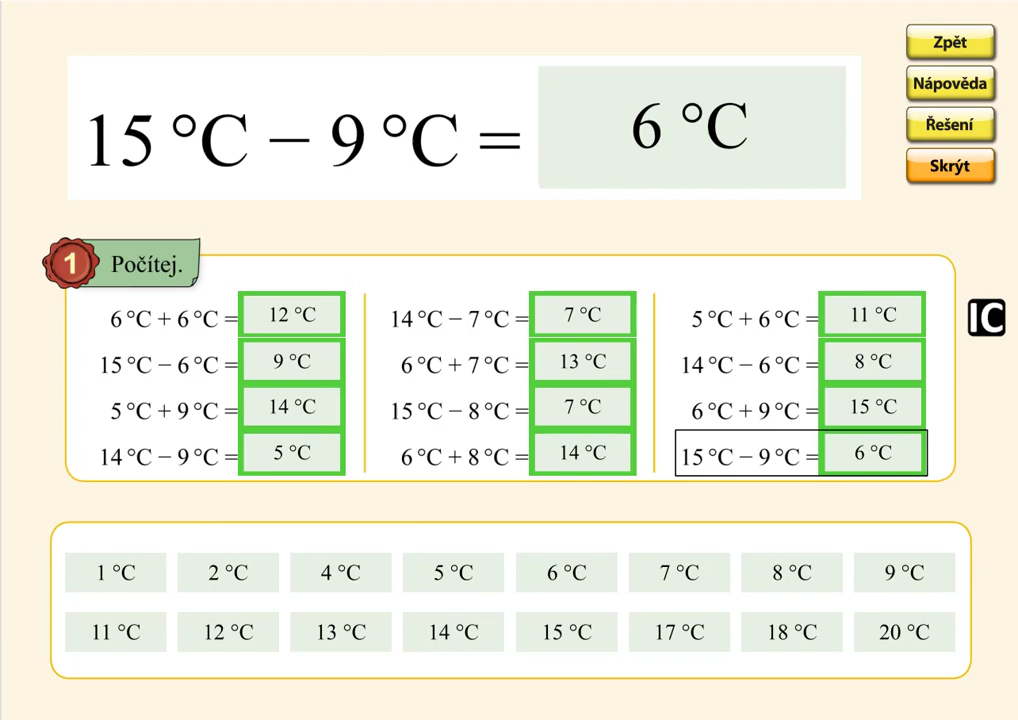 15 °C − 9 °C = 6 °C
Zpět
Nápověda
Řešení
Skrýt
1 Počítej.
6 °C + 6 °C = 12 °C
15 °C − 6 °C = 9 °C
5 °C + 9 °C = 14 °C
14 °C − 9 °C = 5 °C
14 °C − 7 °C = 7 °C
6 °C + 7 °C = 13 °C
15 °C − 8 °C = 7 °C
6 °C + 8 °C = 14 °C
5 °C + 6 °C = 11 °C
14 °C − 6 °C = 8 °C
6 °C + 9 °C = 15 °C
15 °C − 9 °C = 6 °C
IC
1 °C 2 °C 4 °C 5 °C 6 °C 7 °C 8 °C 9 °C
11 °C 12 °C 13 °C 14 °C 15 °C 17 °C 18 °C 20 °C